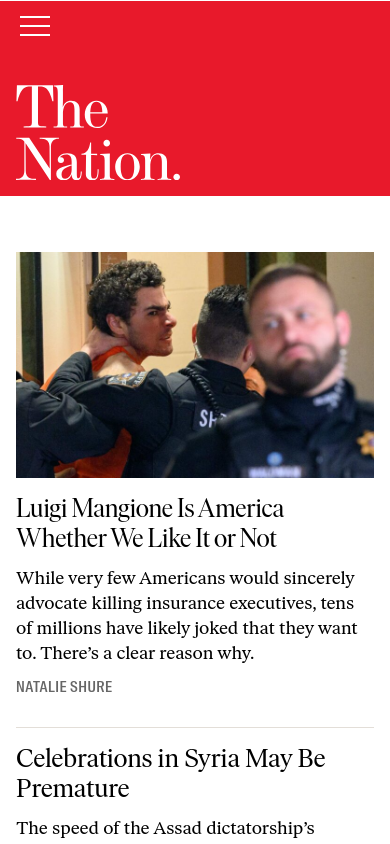 The
Nation.
SH
Luigi Mangione Is America
Whether We Like It or Not
While very few Americans would sincerely
advocate killing insurance executives, tens
of millions have likely joked that they want
to. There’s a clear reason why.
NATALIE SHURE
Celebrations in Syria May Be
Premature
The speed of the Assad dictatorship’s